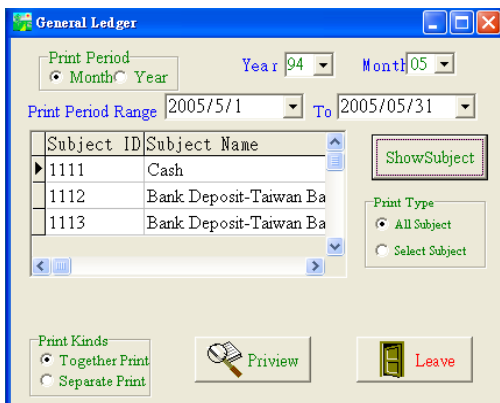 General Ledger
Print Period
Month Year
Year 94 Month 05
Print Period Range 2005/5/1 To 2005/05/31
Subject ID Subject Name
1111 Cash
1112 Bank Deposit-Taiwan Ba
1113 Bank Deposit-Taiwan Ba
ShowSubject
Print Type
All Subject
Select Subject
Print Kinds
Together Print
Separate Print
Priview
Leave